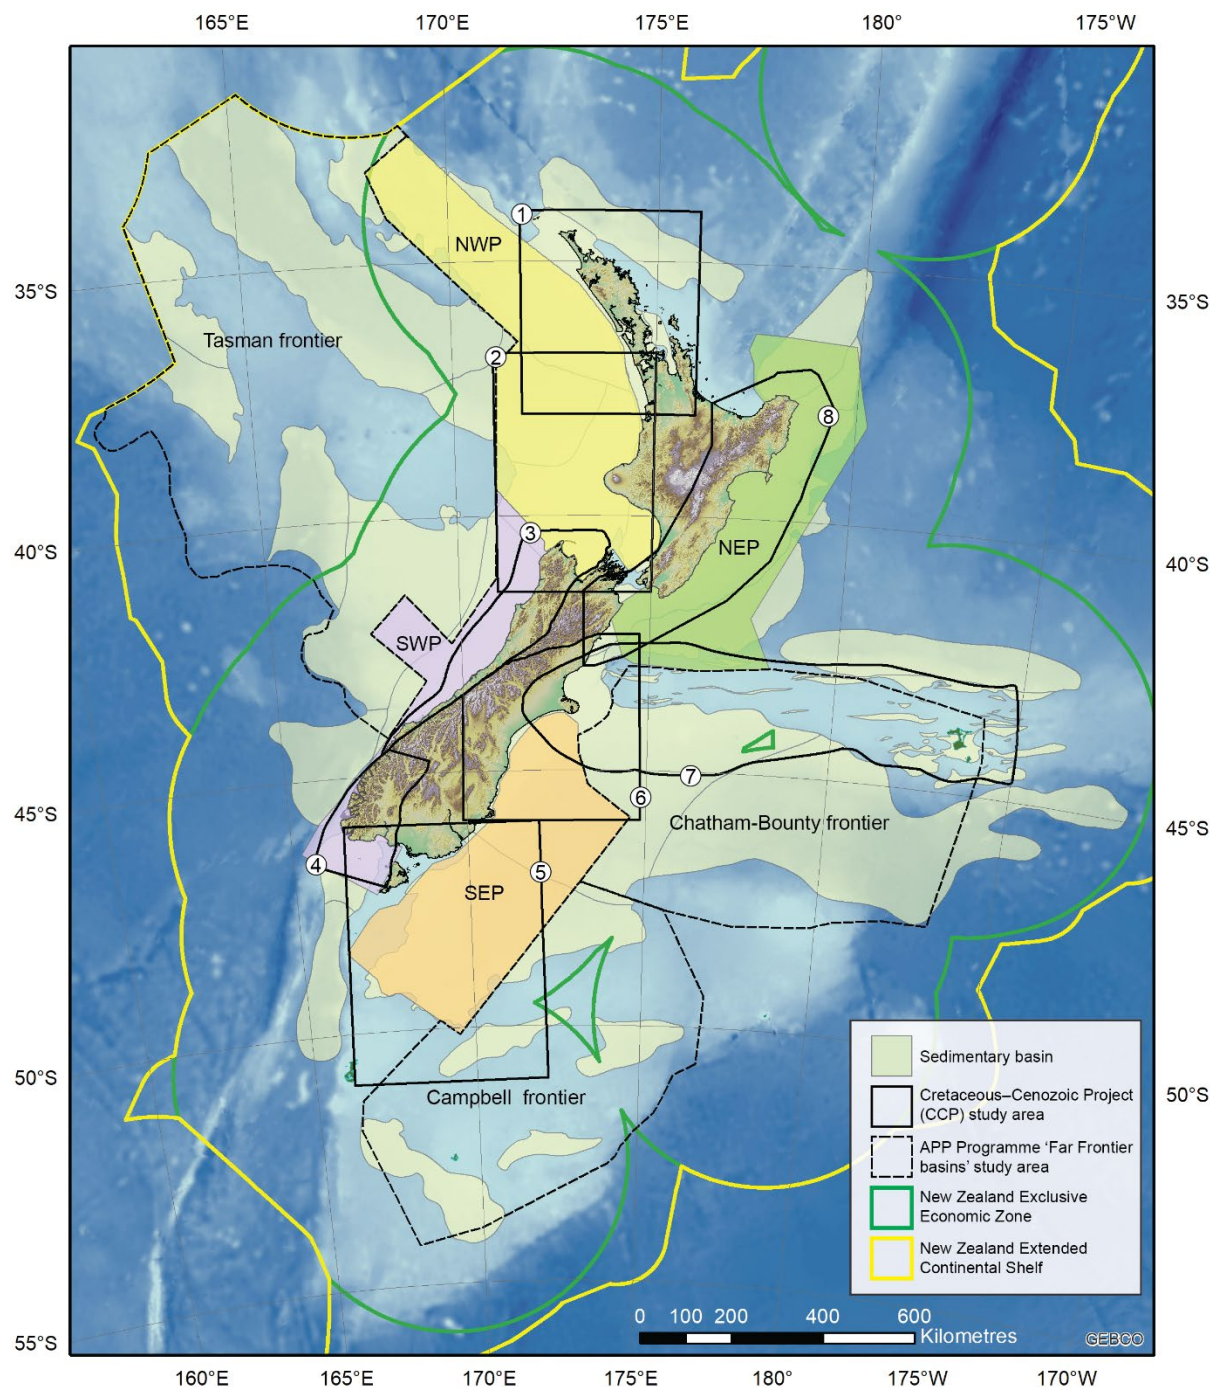 165°E 170°E 175°E 180° 175°W
1
NWP
35°S 35°S
Tasman frontier
2
8
3
40°S 40°S
NEP
SWP
7
6
45°S 45°S
Chatham-Bounty frontier
4
5
SEP
50°S 50°S
Campbell frontier
Sedimentary basin
Cretaceous–Cenozoic Project
(CCP) study area
APP Programme ‘Far Frontier
basins’ study area
New Zealand Exclusive
Economic Zone
New Zealand Extended
Continental Shelf
0 100 200 400 600
Kilometres
GEBCO
55°S
160°E 165°E 170°E 175°E 180° 175°W 170°W